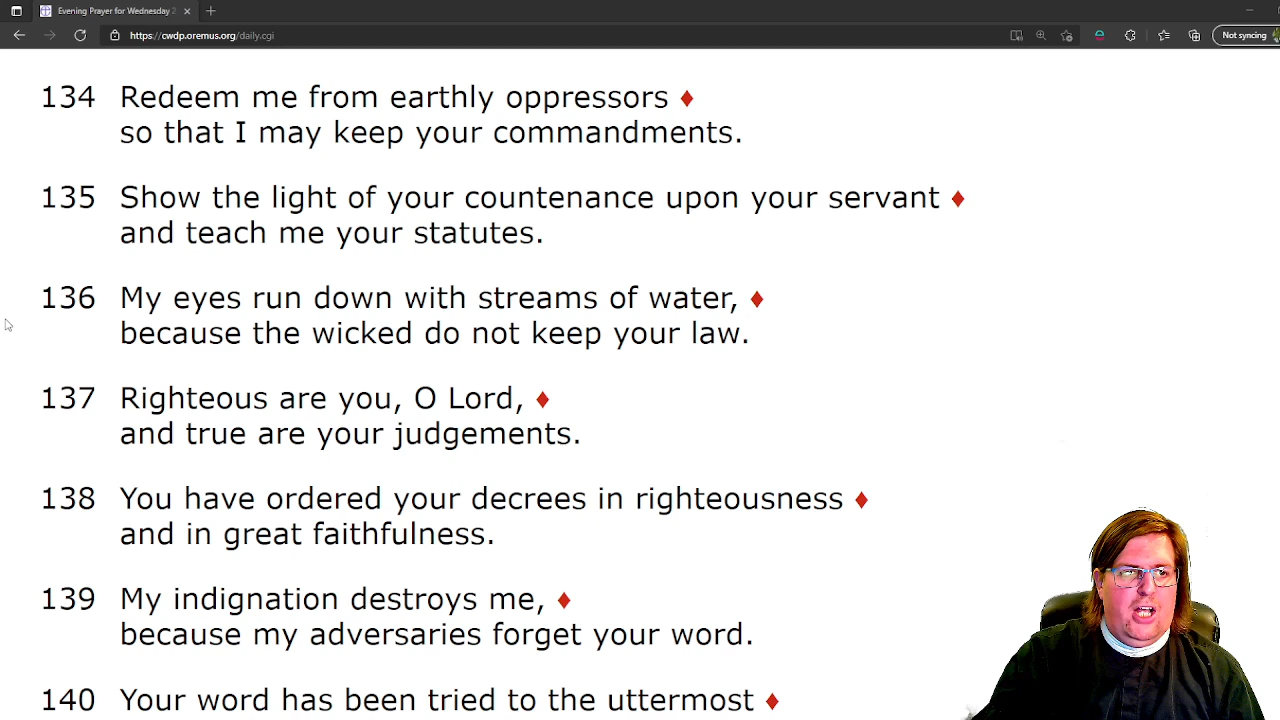 Evening Prayer for Wednesday 2
https://cwdp.oremus.org/daily.cgi
Not syncing
134 Redeem me from earthly oppressors ♦
so that I may keep your commandments.
135 Show the light of your countenance upon your servant ♦
and teach me your statutes.
136 My eyes run down with streams of water, ♦
because the wicked do not keep your law.
137 Righteous are you, O Lord, ♦
and true are your judgements.
138 You have ordered your decrees in righteousness ♦
and in great faithfulness.
139 My indignation destroys me, ♦
because my adversaries forget your word.
140 Your word has been tried to the uttermost ♦